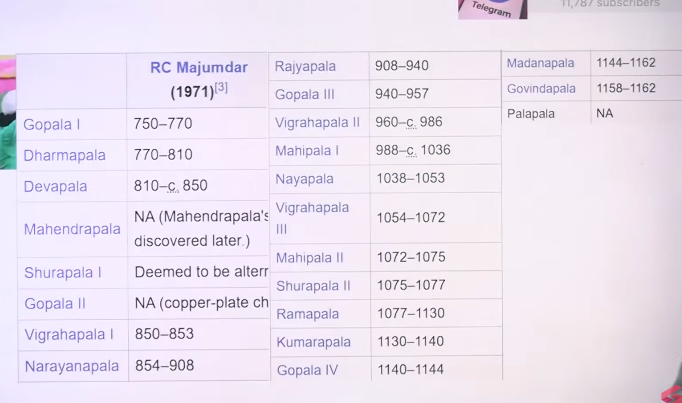 Telegram
11,787 subscribers
RC Majumdar
(1971)[3]
Gopala I 750–770
Dharmapala 770–810
Devapala 810–c. 850
Mahendrapala NA (Mahendrapala's
discovered later.)
Shurapala I Deemed to be altern
Gopala II NA (copper-plate ch
Vigrahapala I 850–853
Narayanapala 854–908
Rajyapala 908–940
Gopala III 940–957
Vigrahapala II 960–c. 986
Mahipala I 988–c. 1036
Nayapala 1038–1053
Vigrahapala
III 1054–1072
Mahipala II 1072–1075
Shurapala II 1075–1077
Ramapala 1077–1130
Kumarapala 1130–1140
Gopala IV 1140–1144
Madanapala 1144–1162
Govindapala 1158–1162
Palapala NA